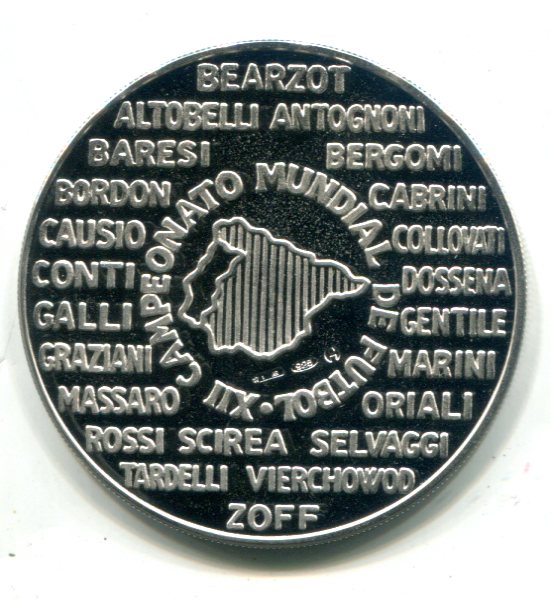 BEARZOT
ALTOBELLI ANTOGNONI
BARESI BERGOMI
BORDON CABRINI
CAUSIO COLLOVATI
CONTI DOSSENA
GALLI GENTILE
GRAZIANI MARINI
MASSARO ORIALI
ROSSI SCIREA SELVAGGI
TARDELLI VIERCHOWOD
ZOFF
XII CAMPEONATO MUNDIAL DE FUTBOL •